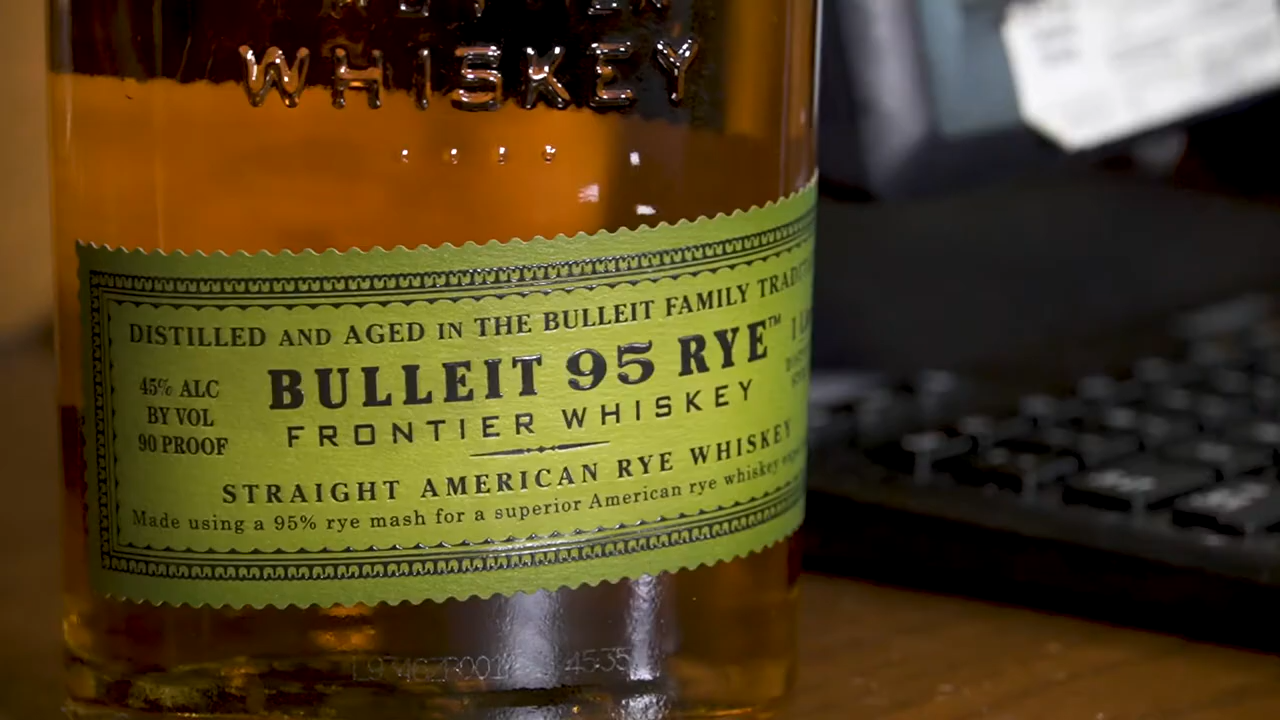 WHISKEY
DISTILLED AND AGED IN THE BULLEIT FAMILY
BULLEIT 95 RYE™
45% ALC
BY VOL
90 PROOF
FRONTIER WHISKEY
STRAIGHT AMERICAN RYE WHISKEY
Made using a 95% rye mash for a superior American rye whiskey